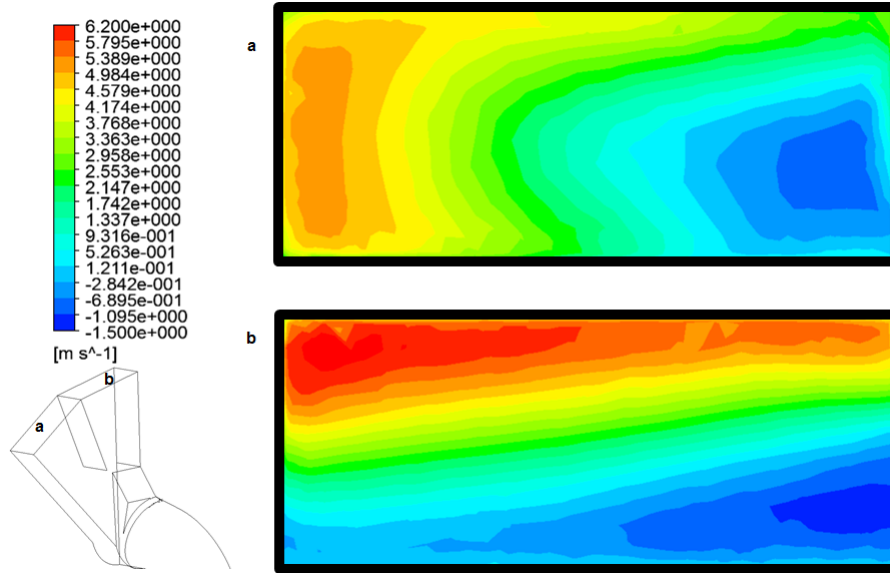 a
6.200e+000
5.795e+000
5.389e+000
4.984e+000
4.579e+000
4.174e+000
3.768e+000
3.363e+000
2.958e+000
2.553e+000
2.147e+000
1.742e+000
1.337e+000
9.316e-001
5.263e-001
1.211e-001
-2.842e-001
-6.895e-001
-1.095e+000
-1.500e+000
[m s^-1]
b
b
a